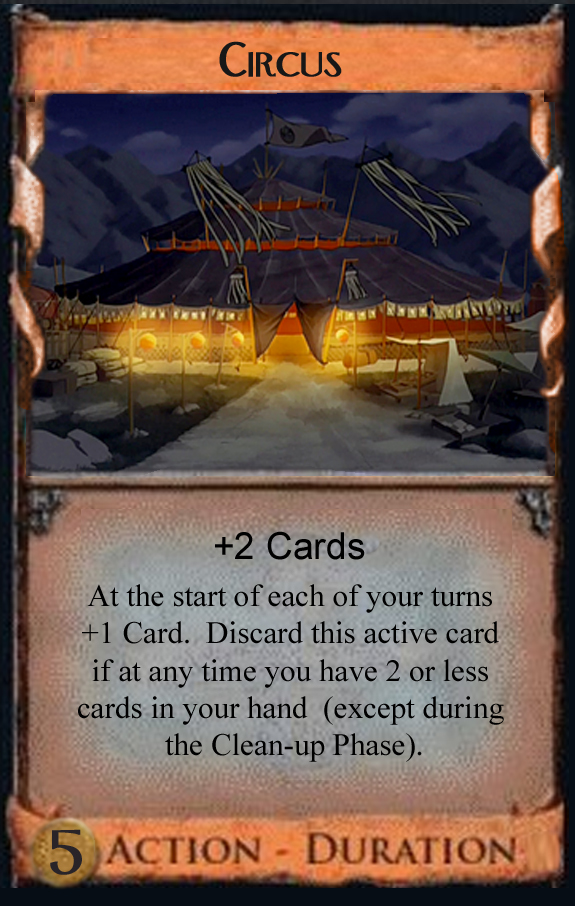 Circus
+2 Cards
At the start of each of your turns
+1 Card.  Discard this active card
if at any time you have 2 or less
cards in your hand  (except during
the Clean-up Phase).
5 Action - Duration